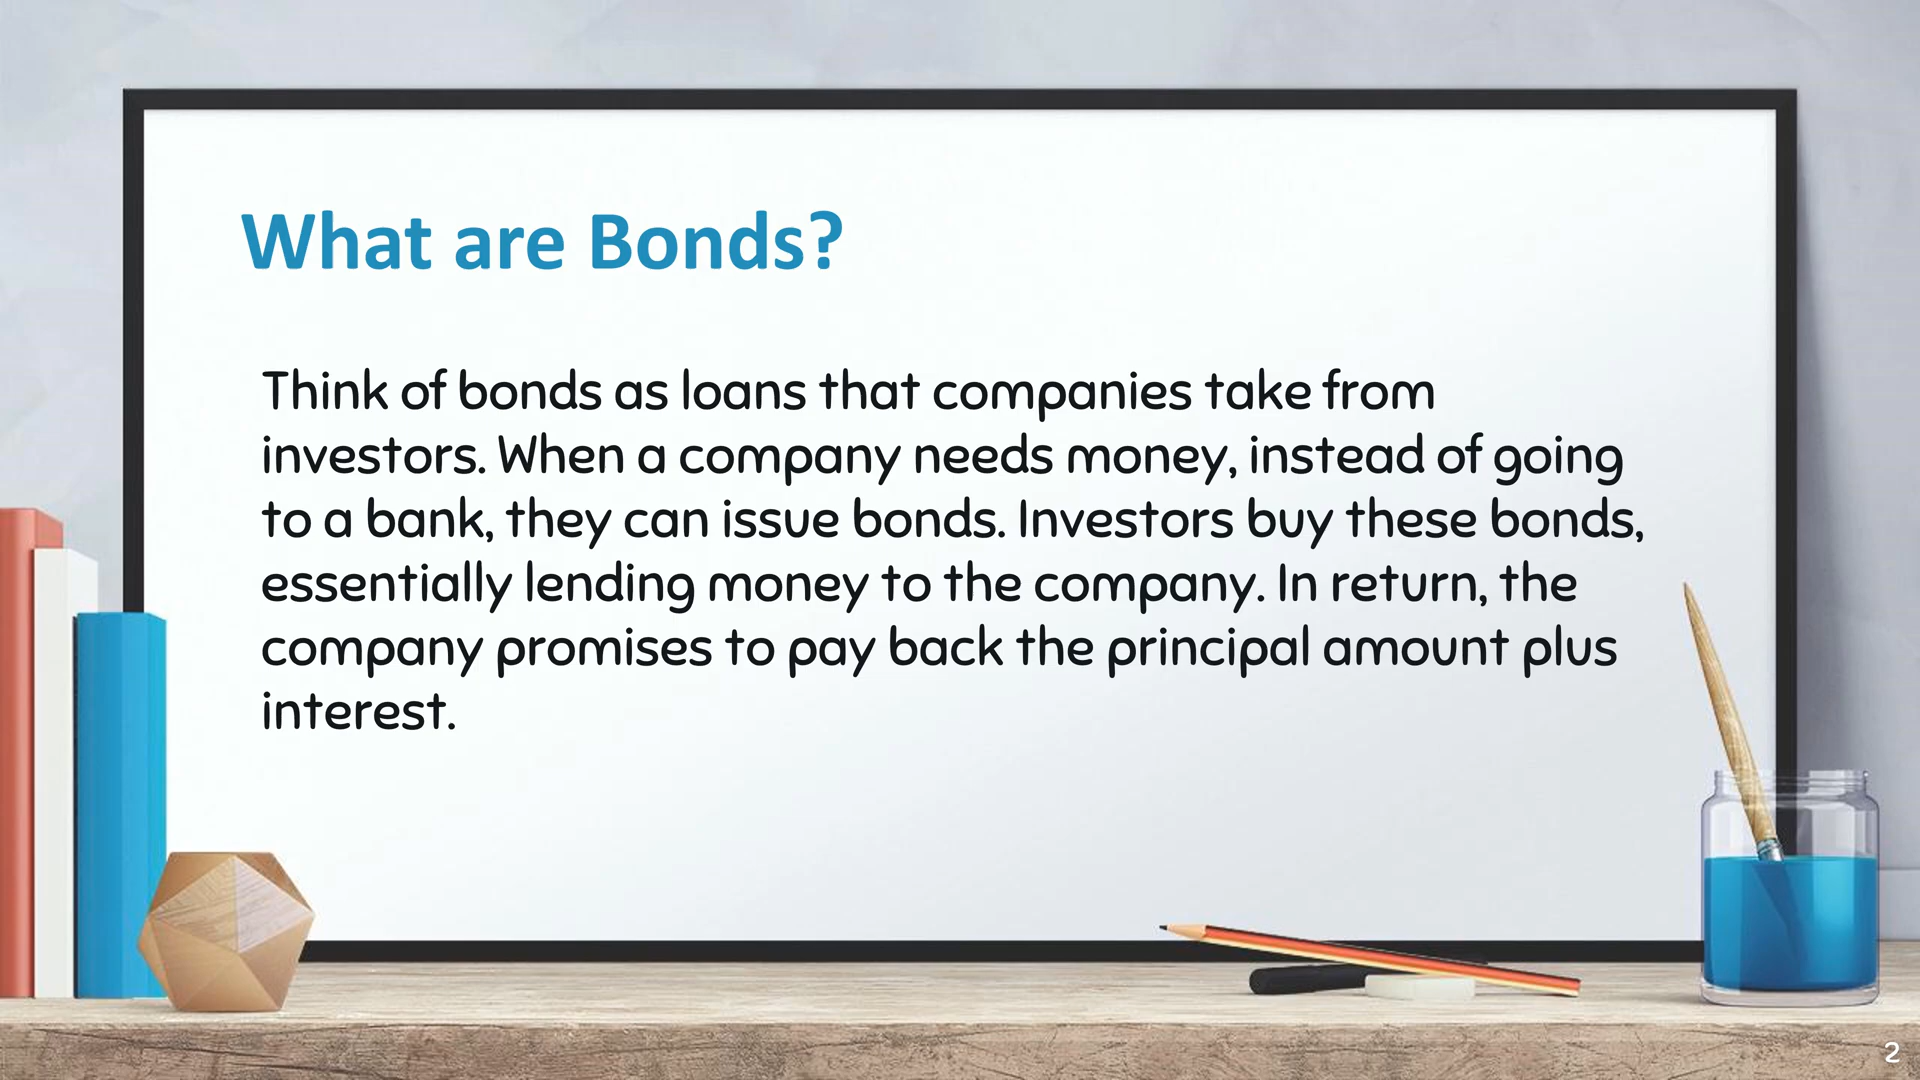 What are Bonds?
Think of bonds as loans that companies take from
investors. When a company needs money, instead of going
to a bank, they can issue bonds. Investors buy these bonds,
essentially lending money to the company. In return, the
company promises to pay back the principal amount plus
interest.
2